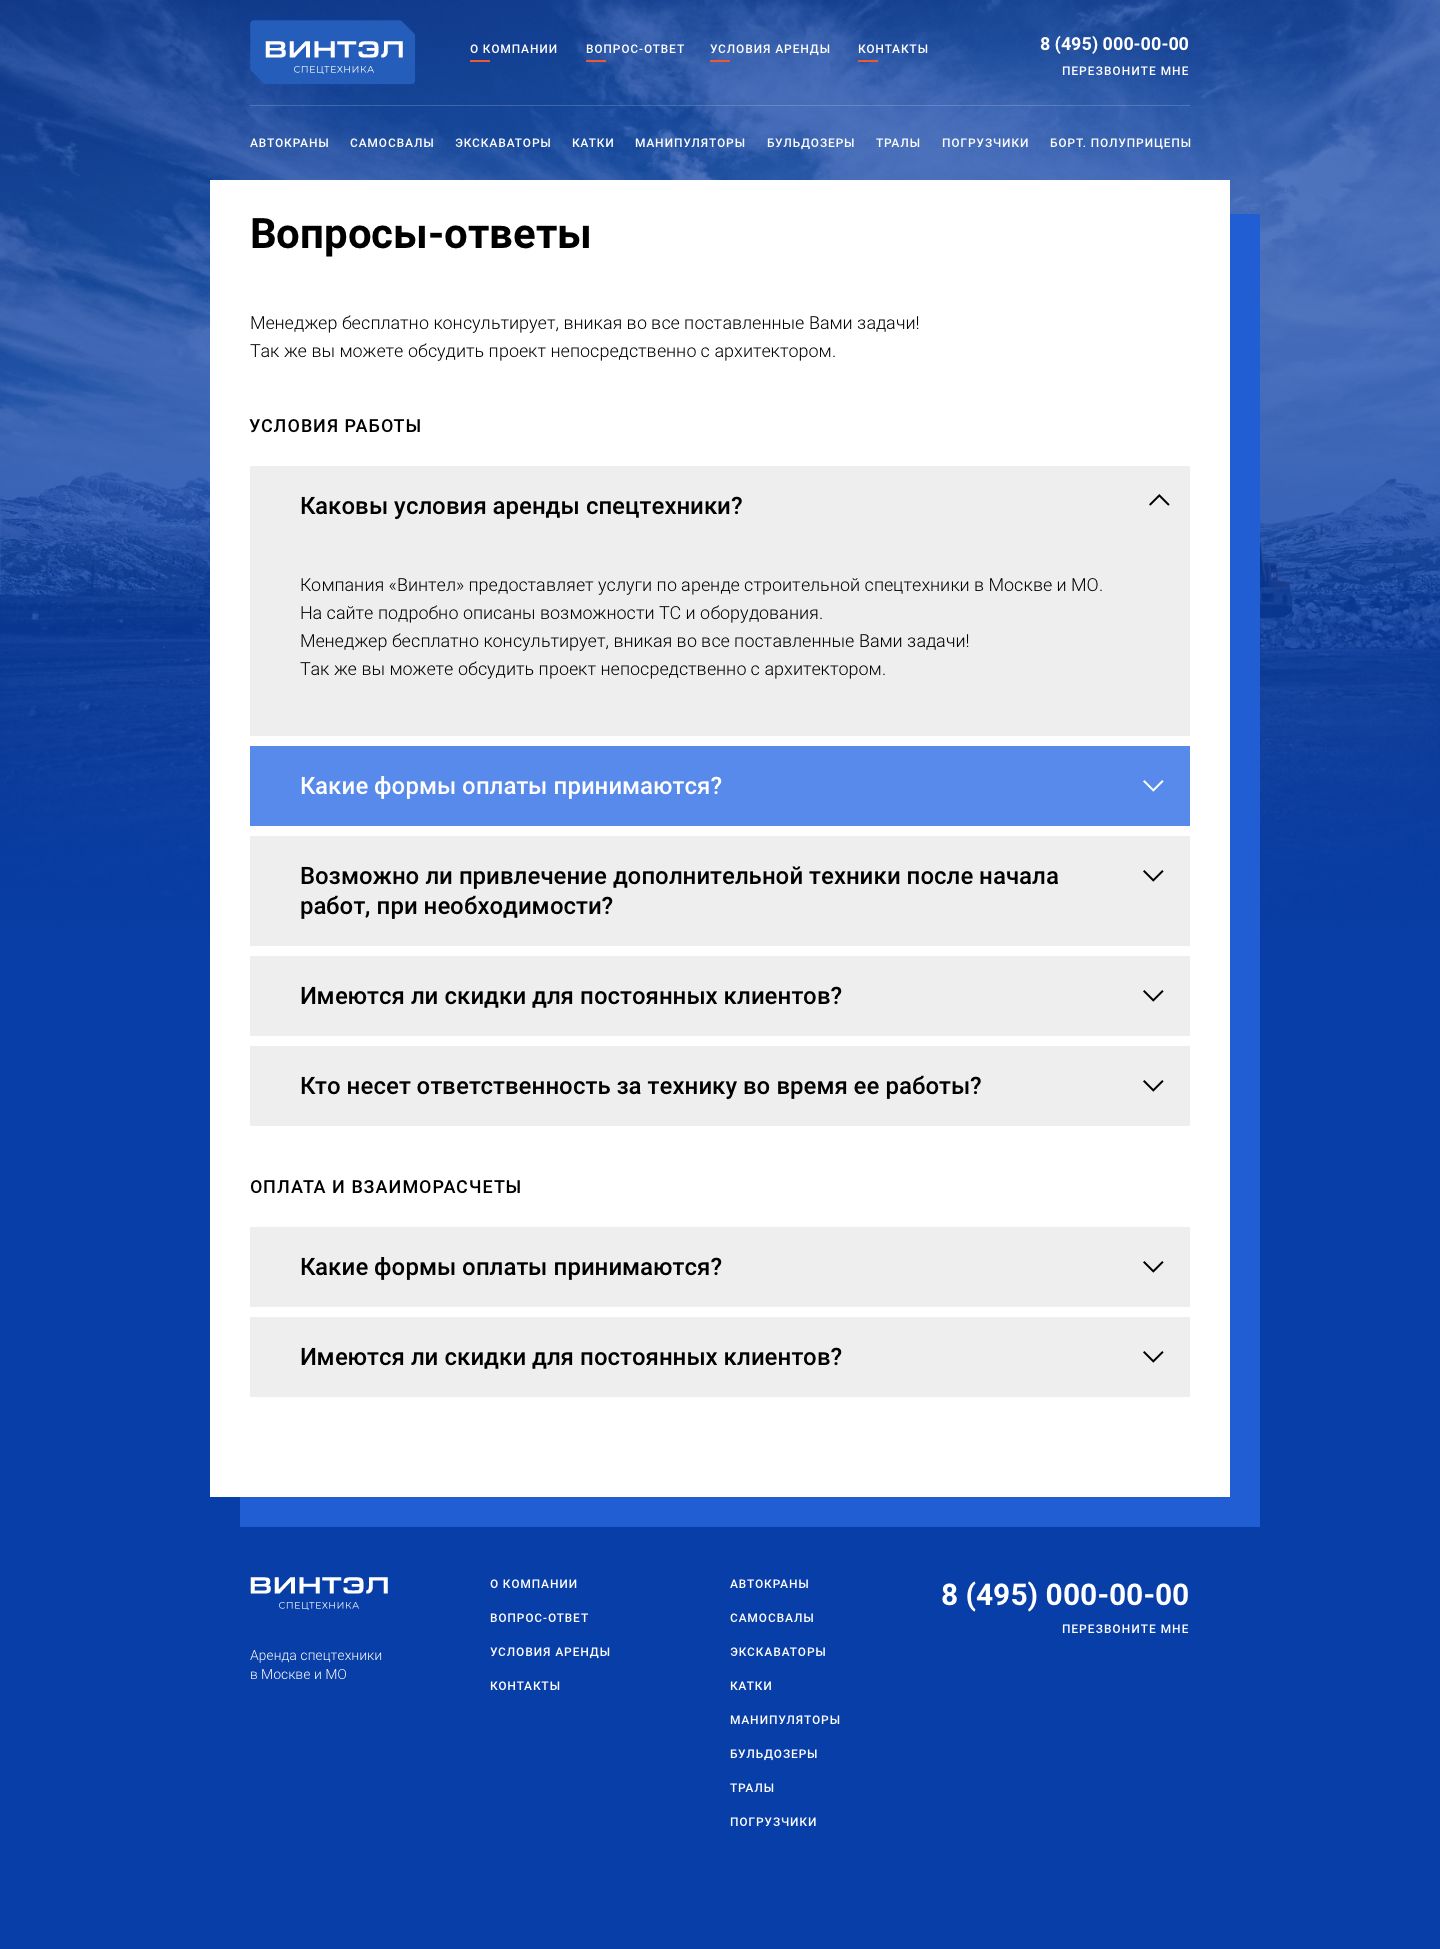 ВИНТЭЛ
СПЕЦТЕХНИКА
О КОМПАНИИ ВОПРОС-ОТВЕТ УСЛОВИЯ АРЕНДЫ КОНТАКТЫ
8 (495) 000-00-00
ПЕРЕЗВОНИТЕ МНЕ
АВТОКРАНЫ САМОСВАЛЫ ЭКСКАВАТОРЫ КАТКИ МАНИПУЛЯТОРЫ БУЛЬДОЗЕРЫ ТРАЛЫ ПОГРУЗЧИКИ БОРТ. ПОЛУПРИЦЕПЫ
Вопросы-ответы
Менеджер бесплатно консультирует, вникая во все поставленные Вами задачи!
Так же вы можете обсудить проект непосредственно с архитектором.
УСЛОВИЯ РАБОТЫ
Каковы условия аренды спецтехники?
Компания «Винтел» предоставляет услуги по аренде строительной спецтехники в Москве и МО.
На сайте подробно описаны возможности ТС и оборудования.
Менеджер бесплатно консультирует, вникая во все поставленные Вами задачи!
Так же вы можете обсудить проект непосредственно с архитектором.
Какие формы оплаты принимаются?
Возможно ли привлечение дополнительной техники после начала
работ, при необходимости?
Имеются ли скидки для постоянных клиентов?
Кто несет ответственность за технику во время ее работы?
ОПЛАТА И ВЗАИМОРАСЧЕТЫ
Какие формы оплаты принимаются?
Имеются ли скидки для постоянных клиентов?
ВИНТЭЛ
СПЕЦТЕХНИКА
Аренда спецтехники
в Москве и МО
О КОМПАНИИ
ВОПРОС-ОТВЕТ
УСЛОВИЯ АРЕНДЫ
КОНТАКТЫ
АВТОКРАНЫ
САМОСВАЛЫ
ЭКСКАВАТОРЫ
КАТКИ
МАНИПУЛЯТОРЫ
БУЛЬДОЗЕРЫ
ТРАЛЫ
ПОГРУЗЧИКИ
8 (495) 000-00-00
ПЕРЕЗВОНИТЕ МНЕ